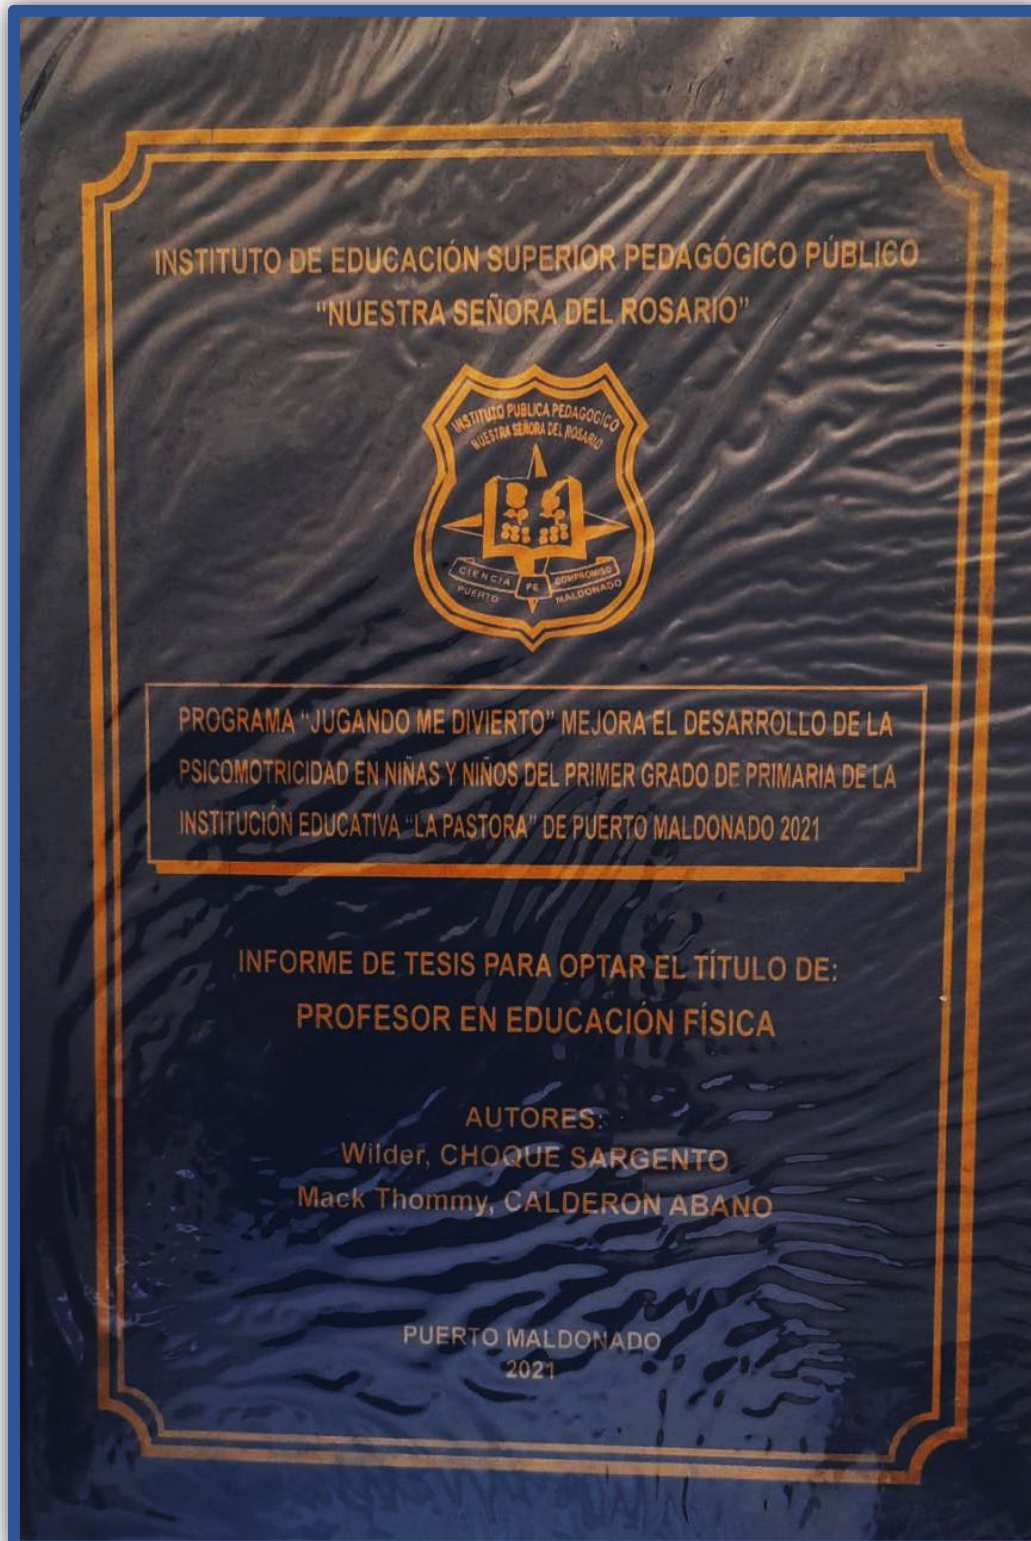 INSTITUTO DE EDUCACIÓN SUPERIOR PEDAGÓGICO PÚBLICO
“NUESTRA SEÑORA DEL ROSARIO”
INSTITUTO PUBLICA PEDAGOGICO
NUESTRA SEÑORA DEL ROSARIO
CIENCIA FE COMPROMISO
PUERTO MALDONADO
PROGRAMA “JUGANDO ME DIVIERTO” MEJORA EL DESARROLLO DE LA
PSICOMOTRICIDAD EN NIÑAS Y NIÑOS DEL PRIMER GRADO DE PRIMARIA DE LA
INSTITUCIÓN EDUCATIVA “LA PASTORA” DE PUERTO MALDONADO 2021
INFORME DE TESIS PARA OPTAR EL TÍTULO DE:
PROFESOR EN EDUCACIÓN FÍSICA
AUTORES:
Wilder, CHOQUE SARGENTO
Mack Thommy, CALDERON ABANO
PUERTO MALDONADO
2021